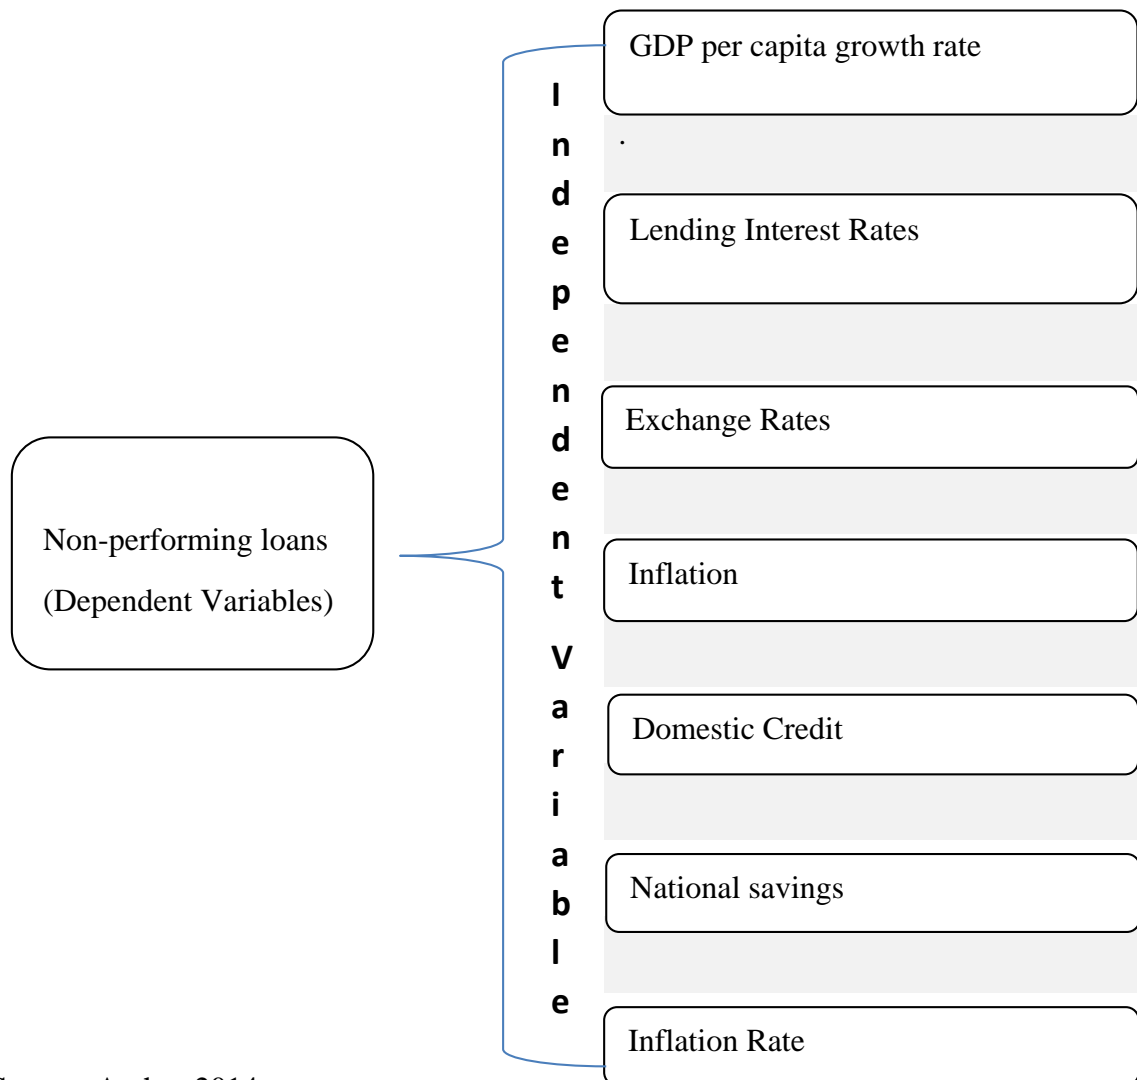 GDP per capita growth rate
.
Lending Interest Rates
Exchange Rates
Inflation
Domestic Credit
National savings
Inflation Rate
Independent Variable
Non-performing loans
(Dependent Variables)